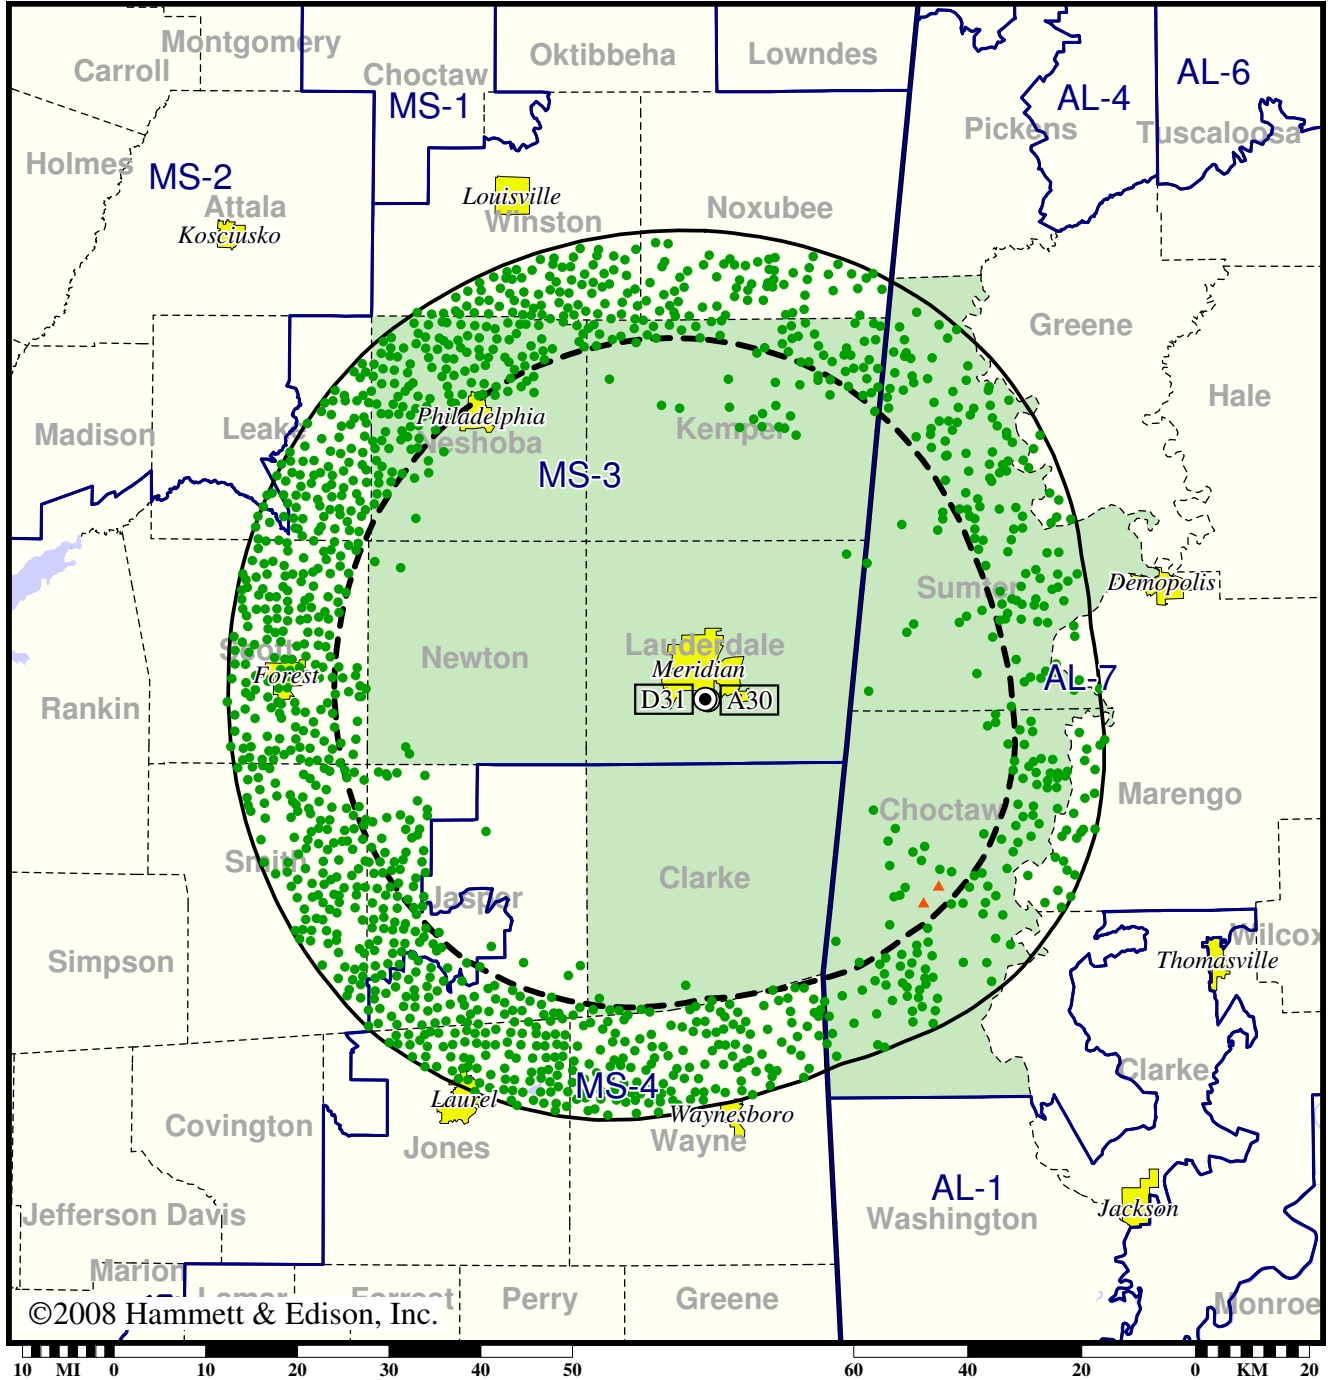 Montgomery
Carroll
Choctaw
Oktibbeha
Lowndes
MS-1
AL-4
AL-6
Pickens
Tuscaloosa
Holmes
MS-2
Attala
Kosciusko
Louisville
Winston
Noxubee
Greene
Hale
Madison
Leake
Philadelphia
Neshoba
Kemper
MS-3
Sumter
Demopolis
Scott
Forest
Newton
Lauderdale
Meridian
D31
A30
AL-7
Rankin
Choctaw
Marengo
Smith
Jasper
Clarke
Simpson
Wilcox
Thomasville
Clarke
MS-4
Laurel
Waynesboro
Covington
Jones
Wayne
AL-1
Washington
Jackson
Jefferson Davis
Marion
Lamar
Forrest
Perry
Greene
Monroe
©2008 Hammett & Edison, Inc.
10 MI 0 10 20 30 40 50 60 40 20 0 KM 20